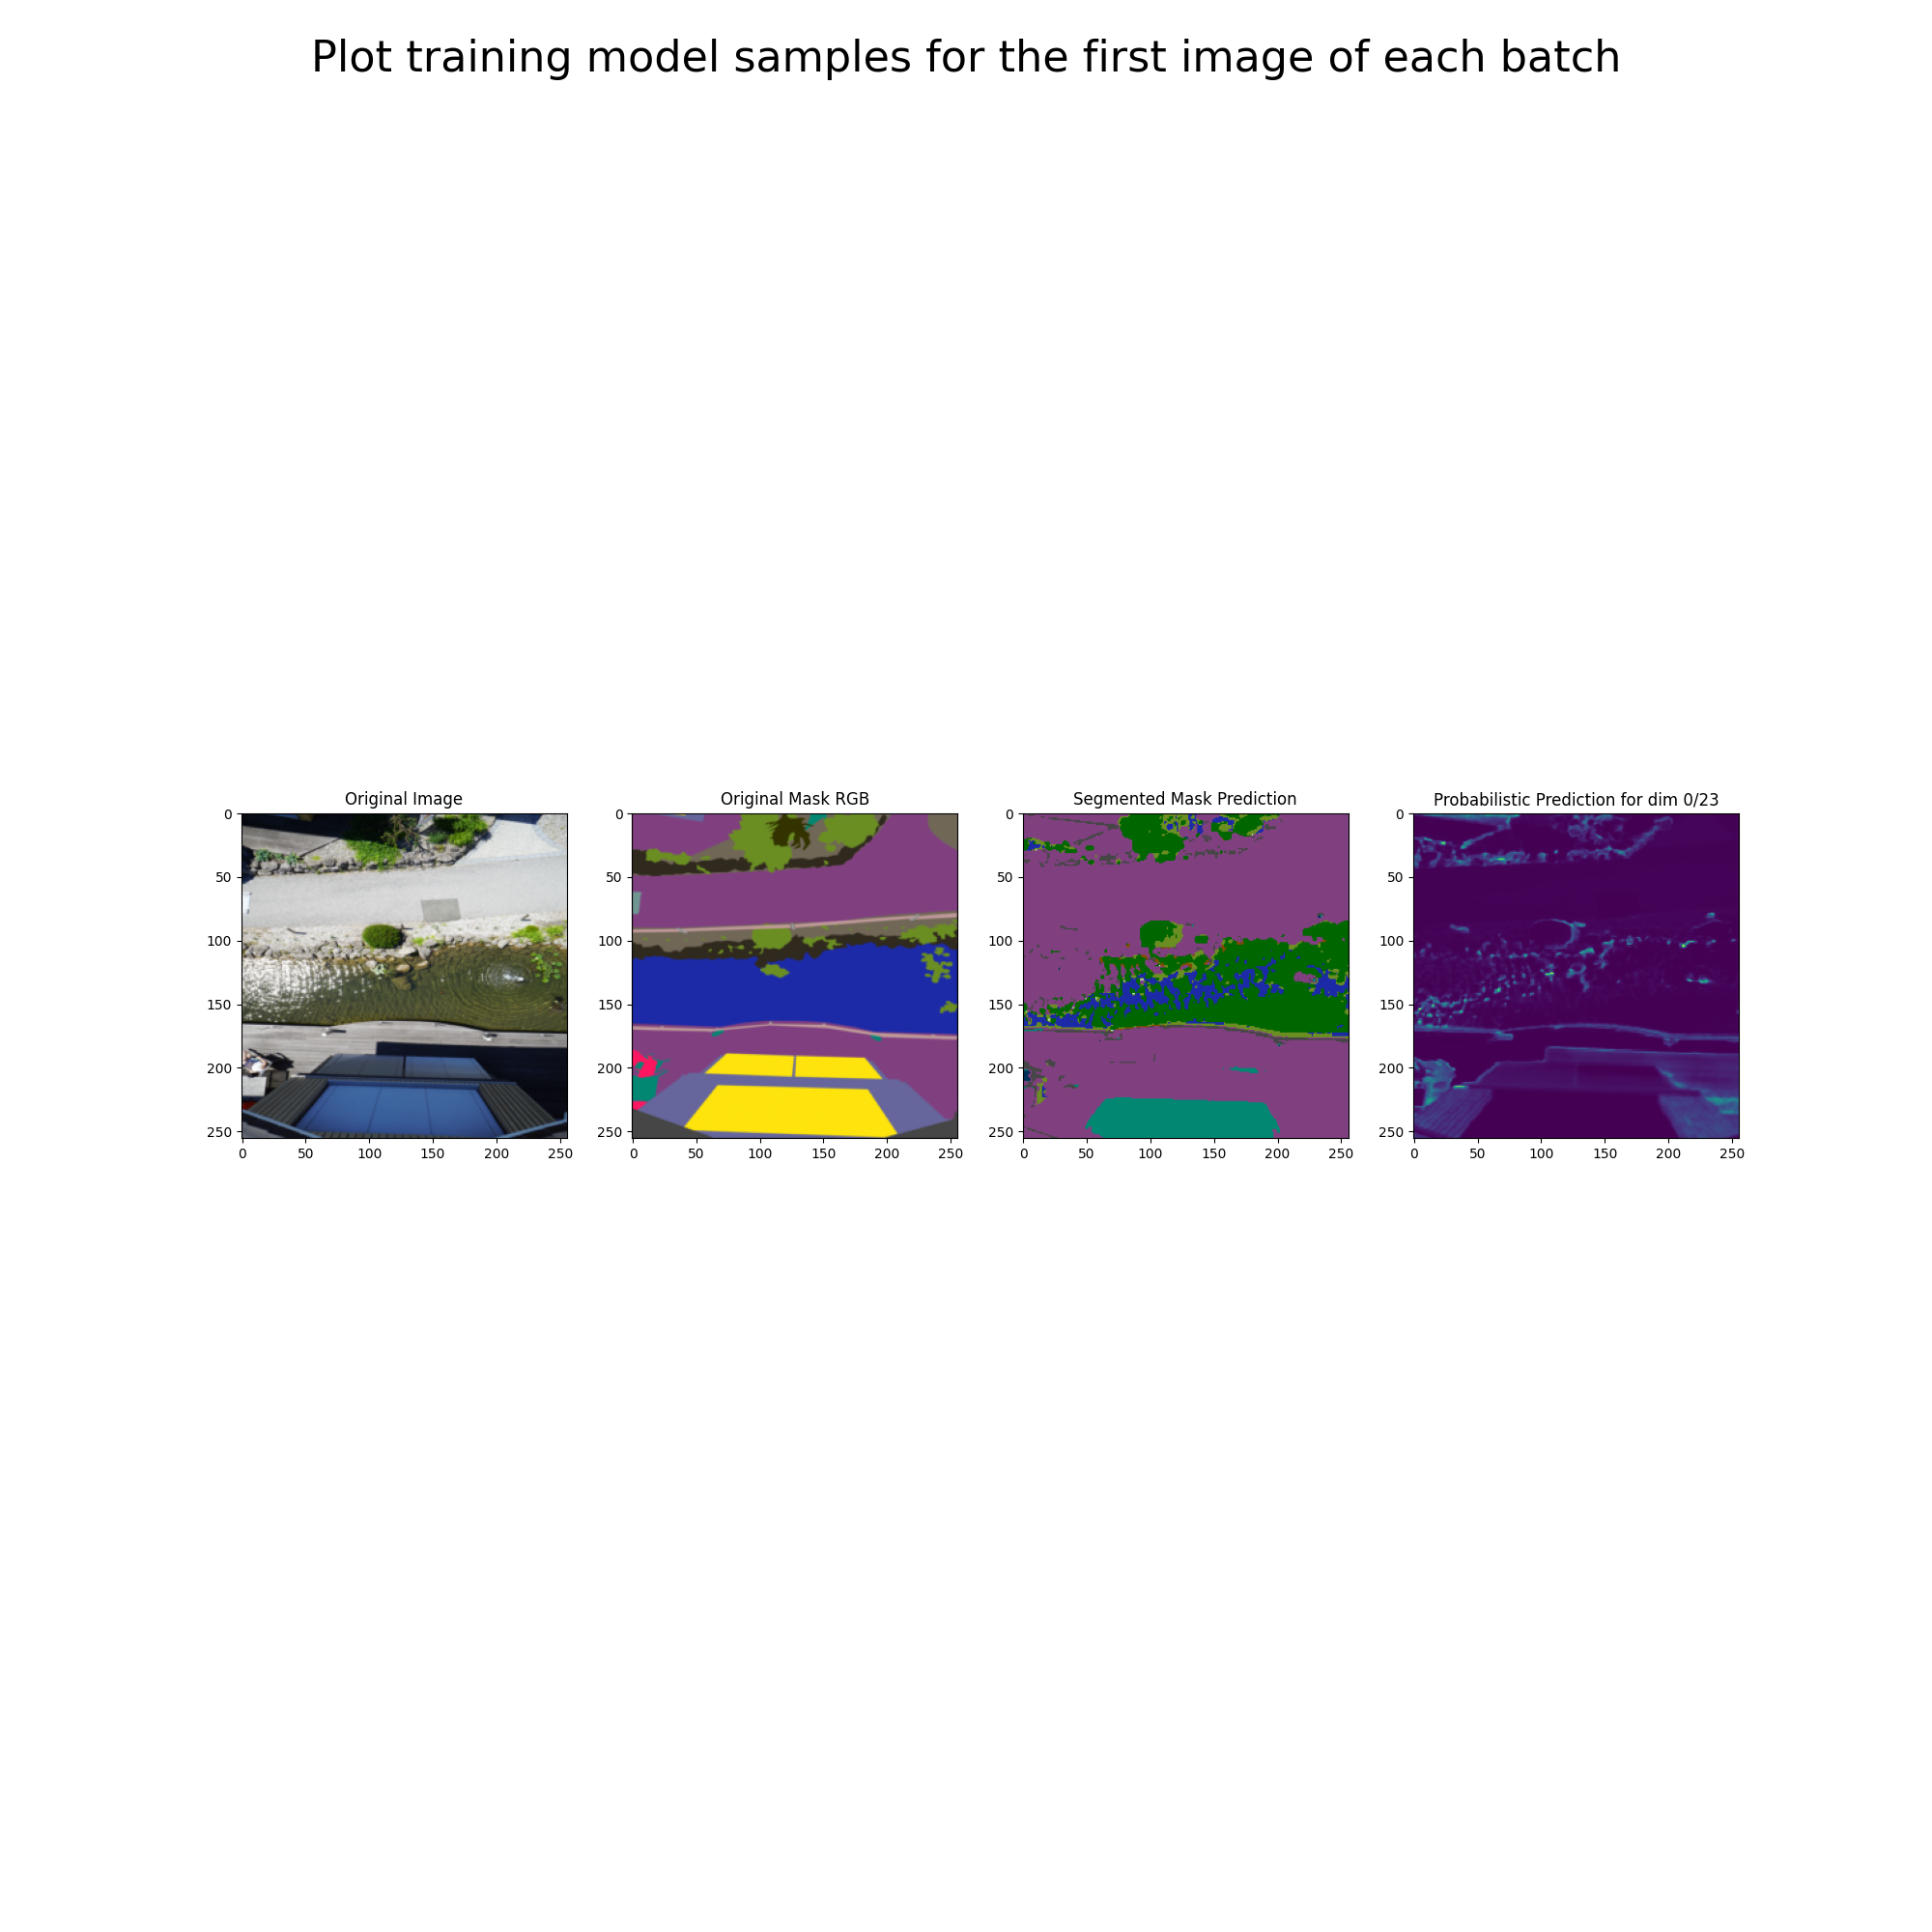 Plot training model samples for the first image of each batch
Original Image
Original Mask RGB
Segmented Mask Prediction
Probabilistic Prediction for dim 0/23
0
50
100
150
200
250
0 50 100 150 200 250
0
50
100
150
200
250
0 50 100 150 200 250
0
50
100
150
200
250
0 50 100 150 200 250
0
50
100
150
200
250
0 50 100 150 200 250